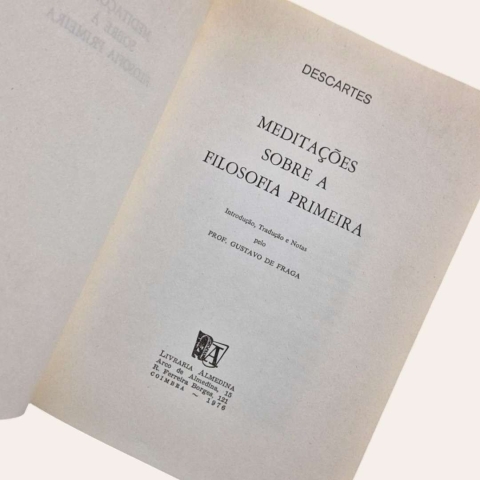 DESCARTES
MEDITAÇÕES
SOBRE A
FILOSOFIA PRIMEIRA
Introdução, Tradução e Notas
pelo
PROF. GUSTAVO DE FRAGA
LIVRARIA ALMEDINA
Arco de Almedina, 15
R. Ferreira Borges, 121
COIMBRA — 1976